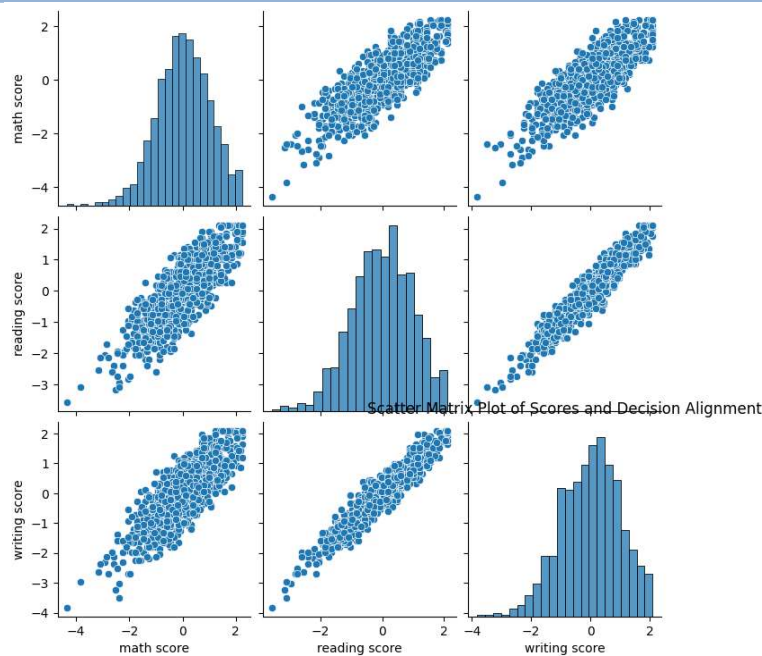 2
0
−2
−4
math score
2
1
0
−1
−2
−3
reading score
Scatter Matrix Plot of Scores and Decision Alignment
2
1
0
−1
−2
−3
−4
writing score
−4 −2 0 2
math score
−2 0 2
reading score
−4 −2 0 2
writing score